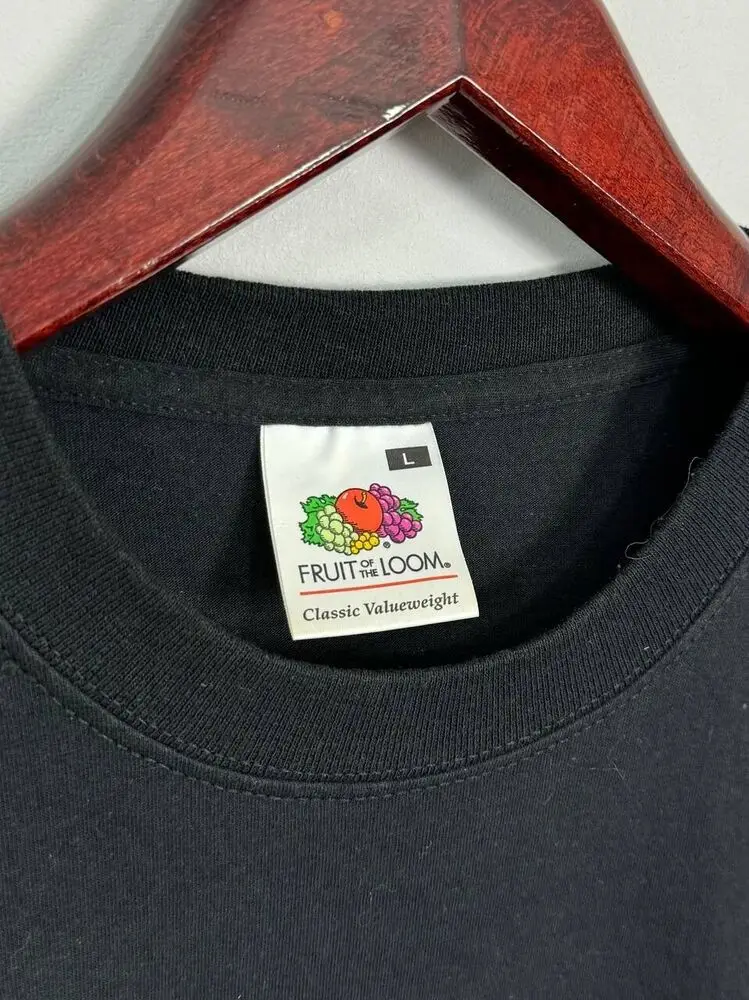 L
®
FRUIT OF THE LOOM®
Classic Valueweight